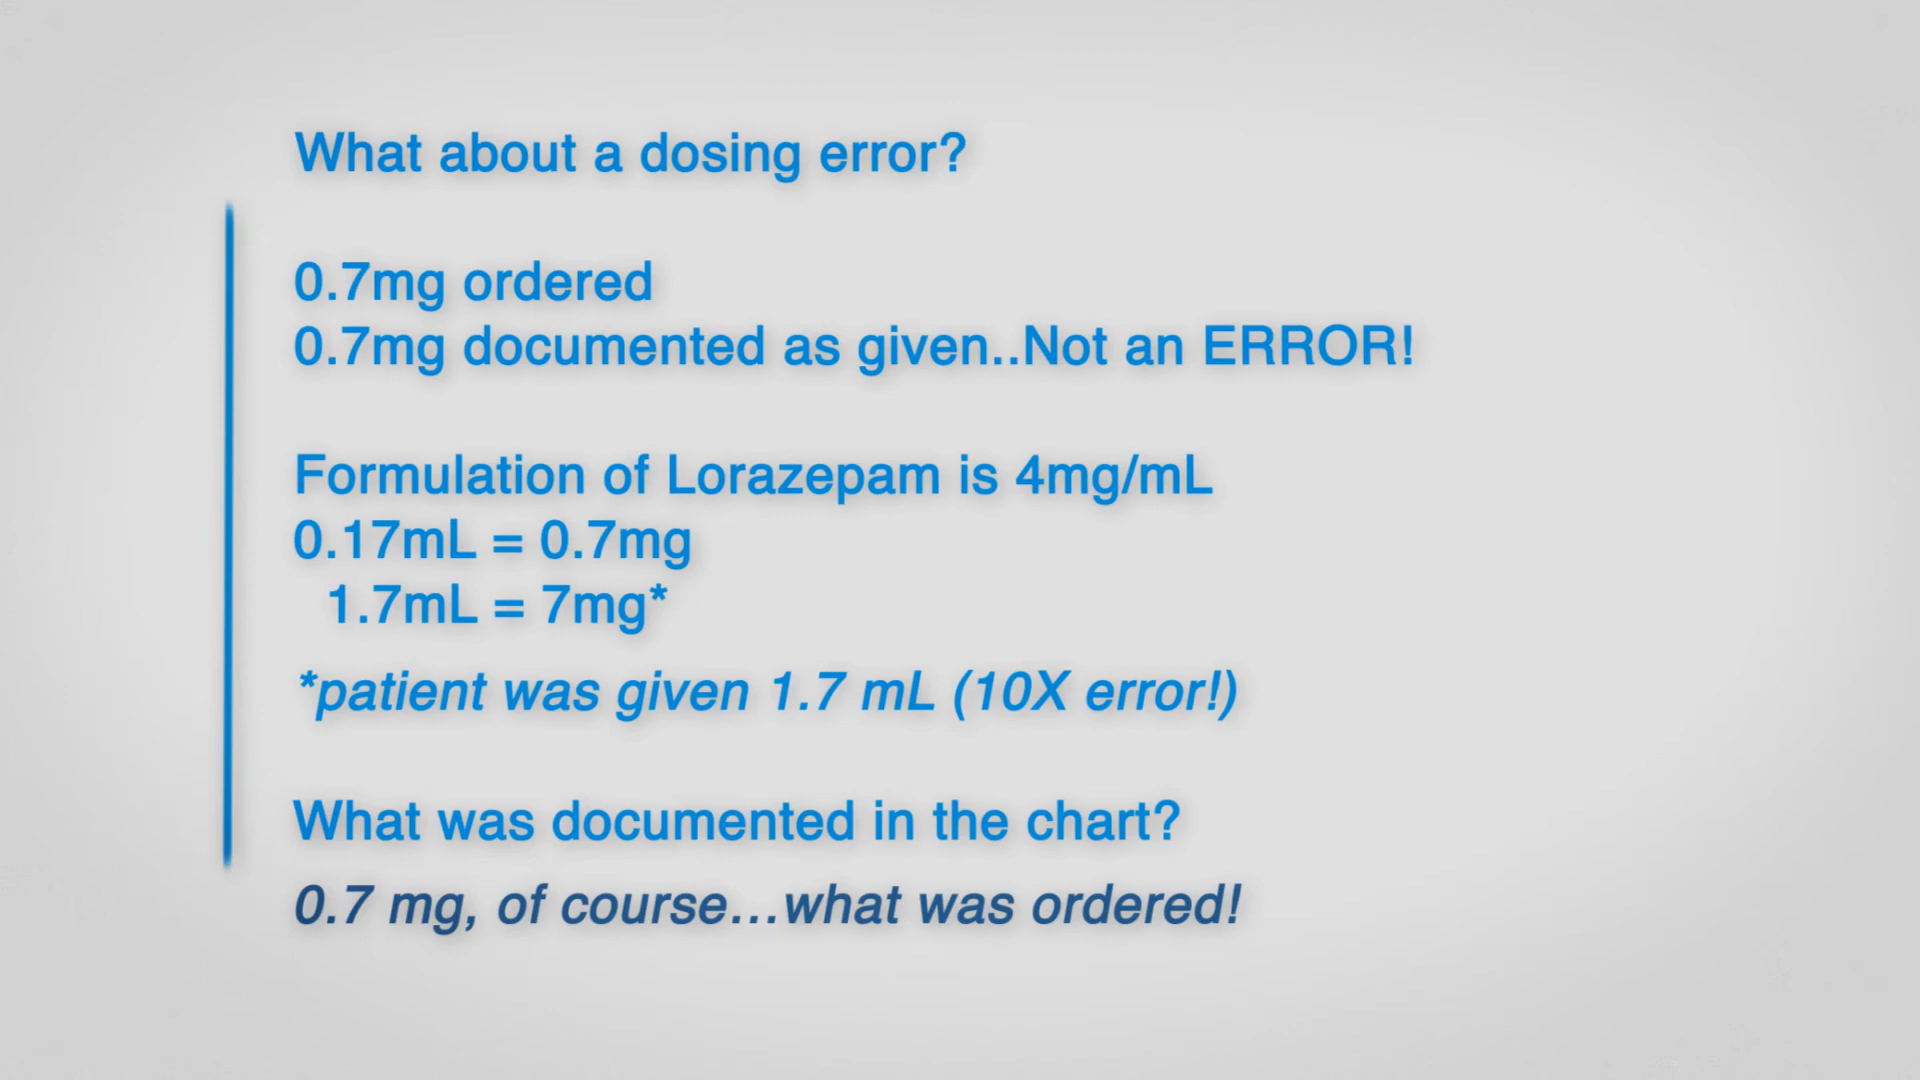 What about a dosing error?
0.7mg ordered
0.7mg documented as given..Not an ERROR!
Formulation of Lorazepam is 4mg/mL
0.17mL = 0.7mg
1.7mL = 7mg*
*patient was given 1.7 mL (10X error!)
What was documented in the chart?
0.7 mg, of course...what was ordered!